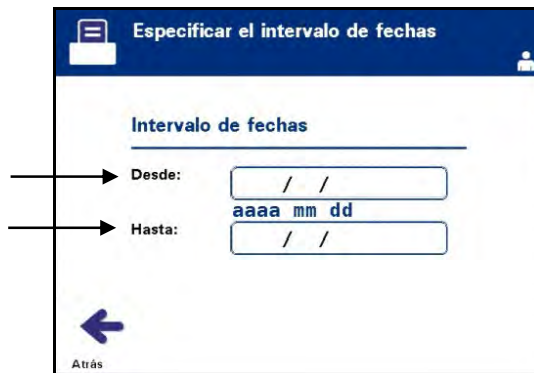 Especificar el intervalo de fechas
Intervalo de fechas
Desde:
/ /
aaaa mm dd
Hasta:
/ /
Atrás